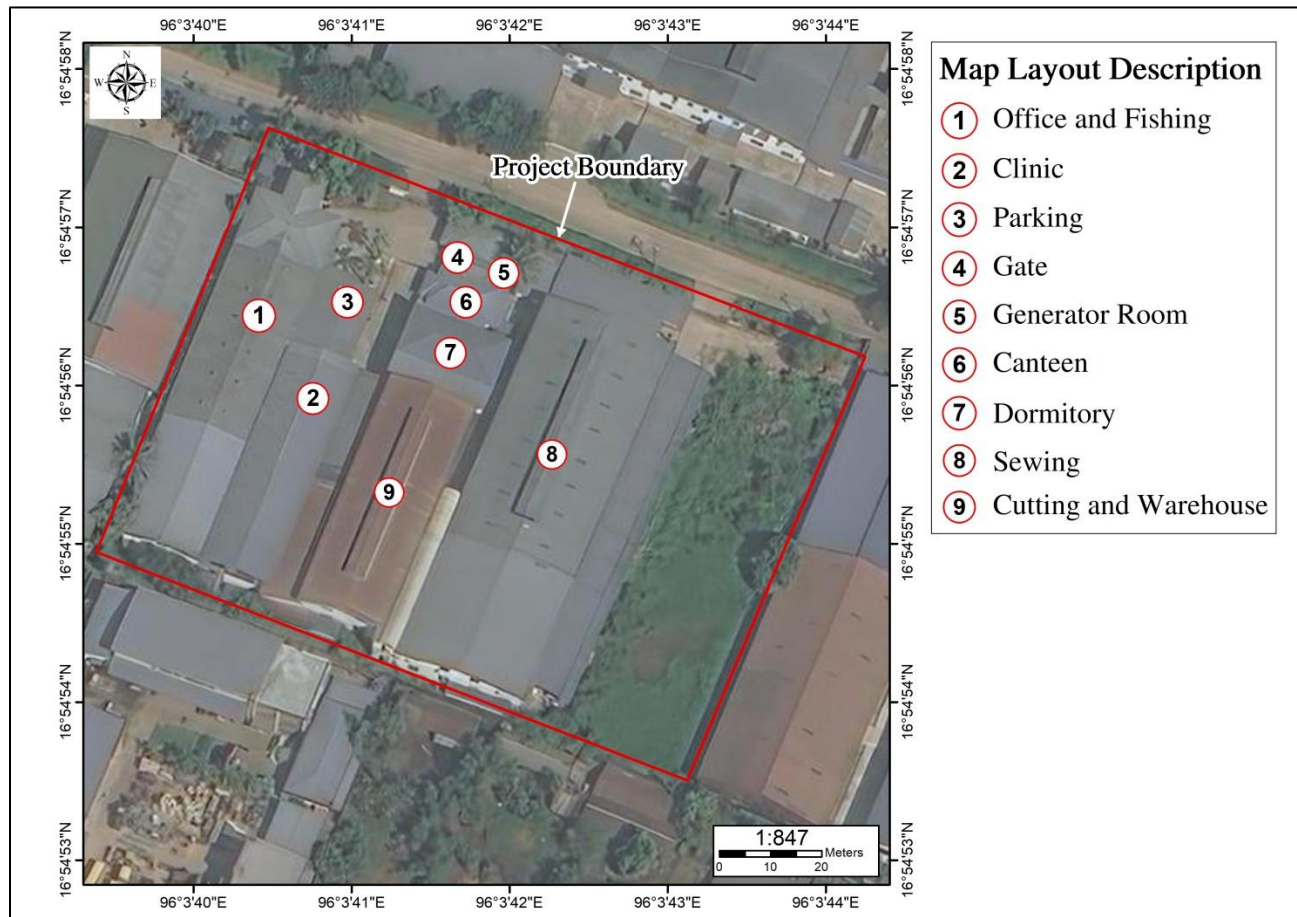 96°3'40"E 96°3'41"E 96°3'42"E 96°3'43"E 96°3'44"E
16°54'58"N 16°54'58"N
N
W E
S
Project Boundary
16°54'57"N 16°54'57"N
4
5
3 6
1
7
16°54'56"N 16°54'56"N
2
8
9
16°54'55"N 16°54'55"N
16°54'54"N 16°54'54"N
1:847
Meters
0 10 20
16°54'53"N 16°54'53"N
96°3'40"E 96°3'41"E 96°3'42"E 96°3'43"E 96°3'44"E
Map Layout Description
1 Office and Fishing
2 Clinic
3 Parking
4 Gate
5 Generator Room
6 Canteen
7 Dormitory
8 Sewing
9 Cutting and Warehouse